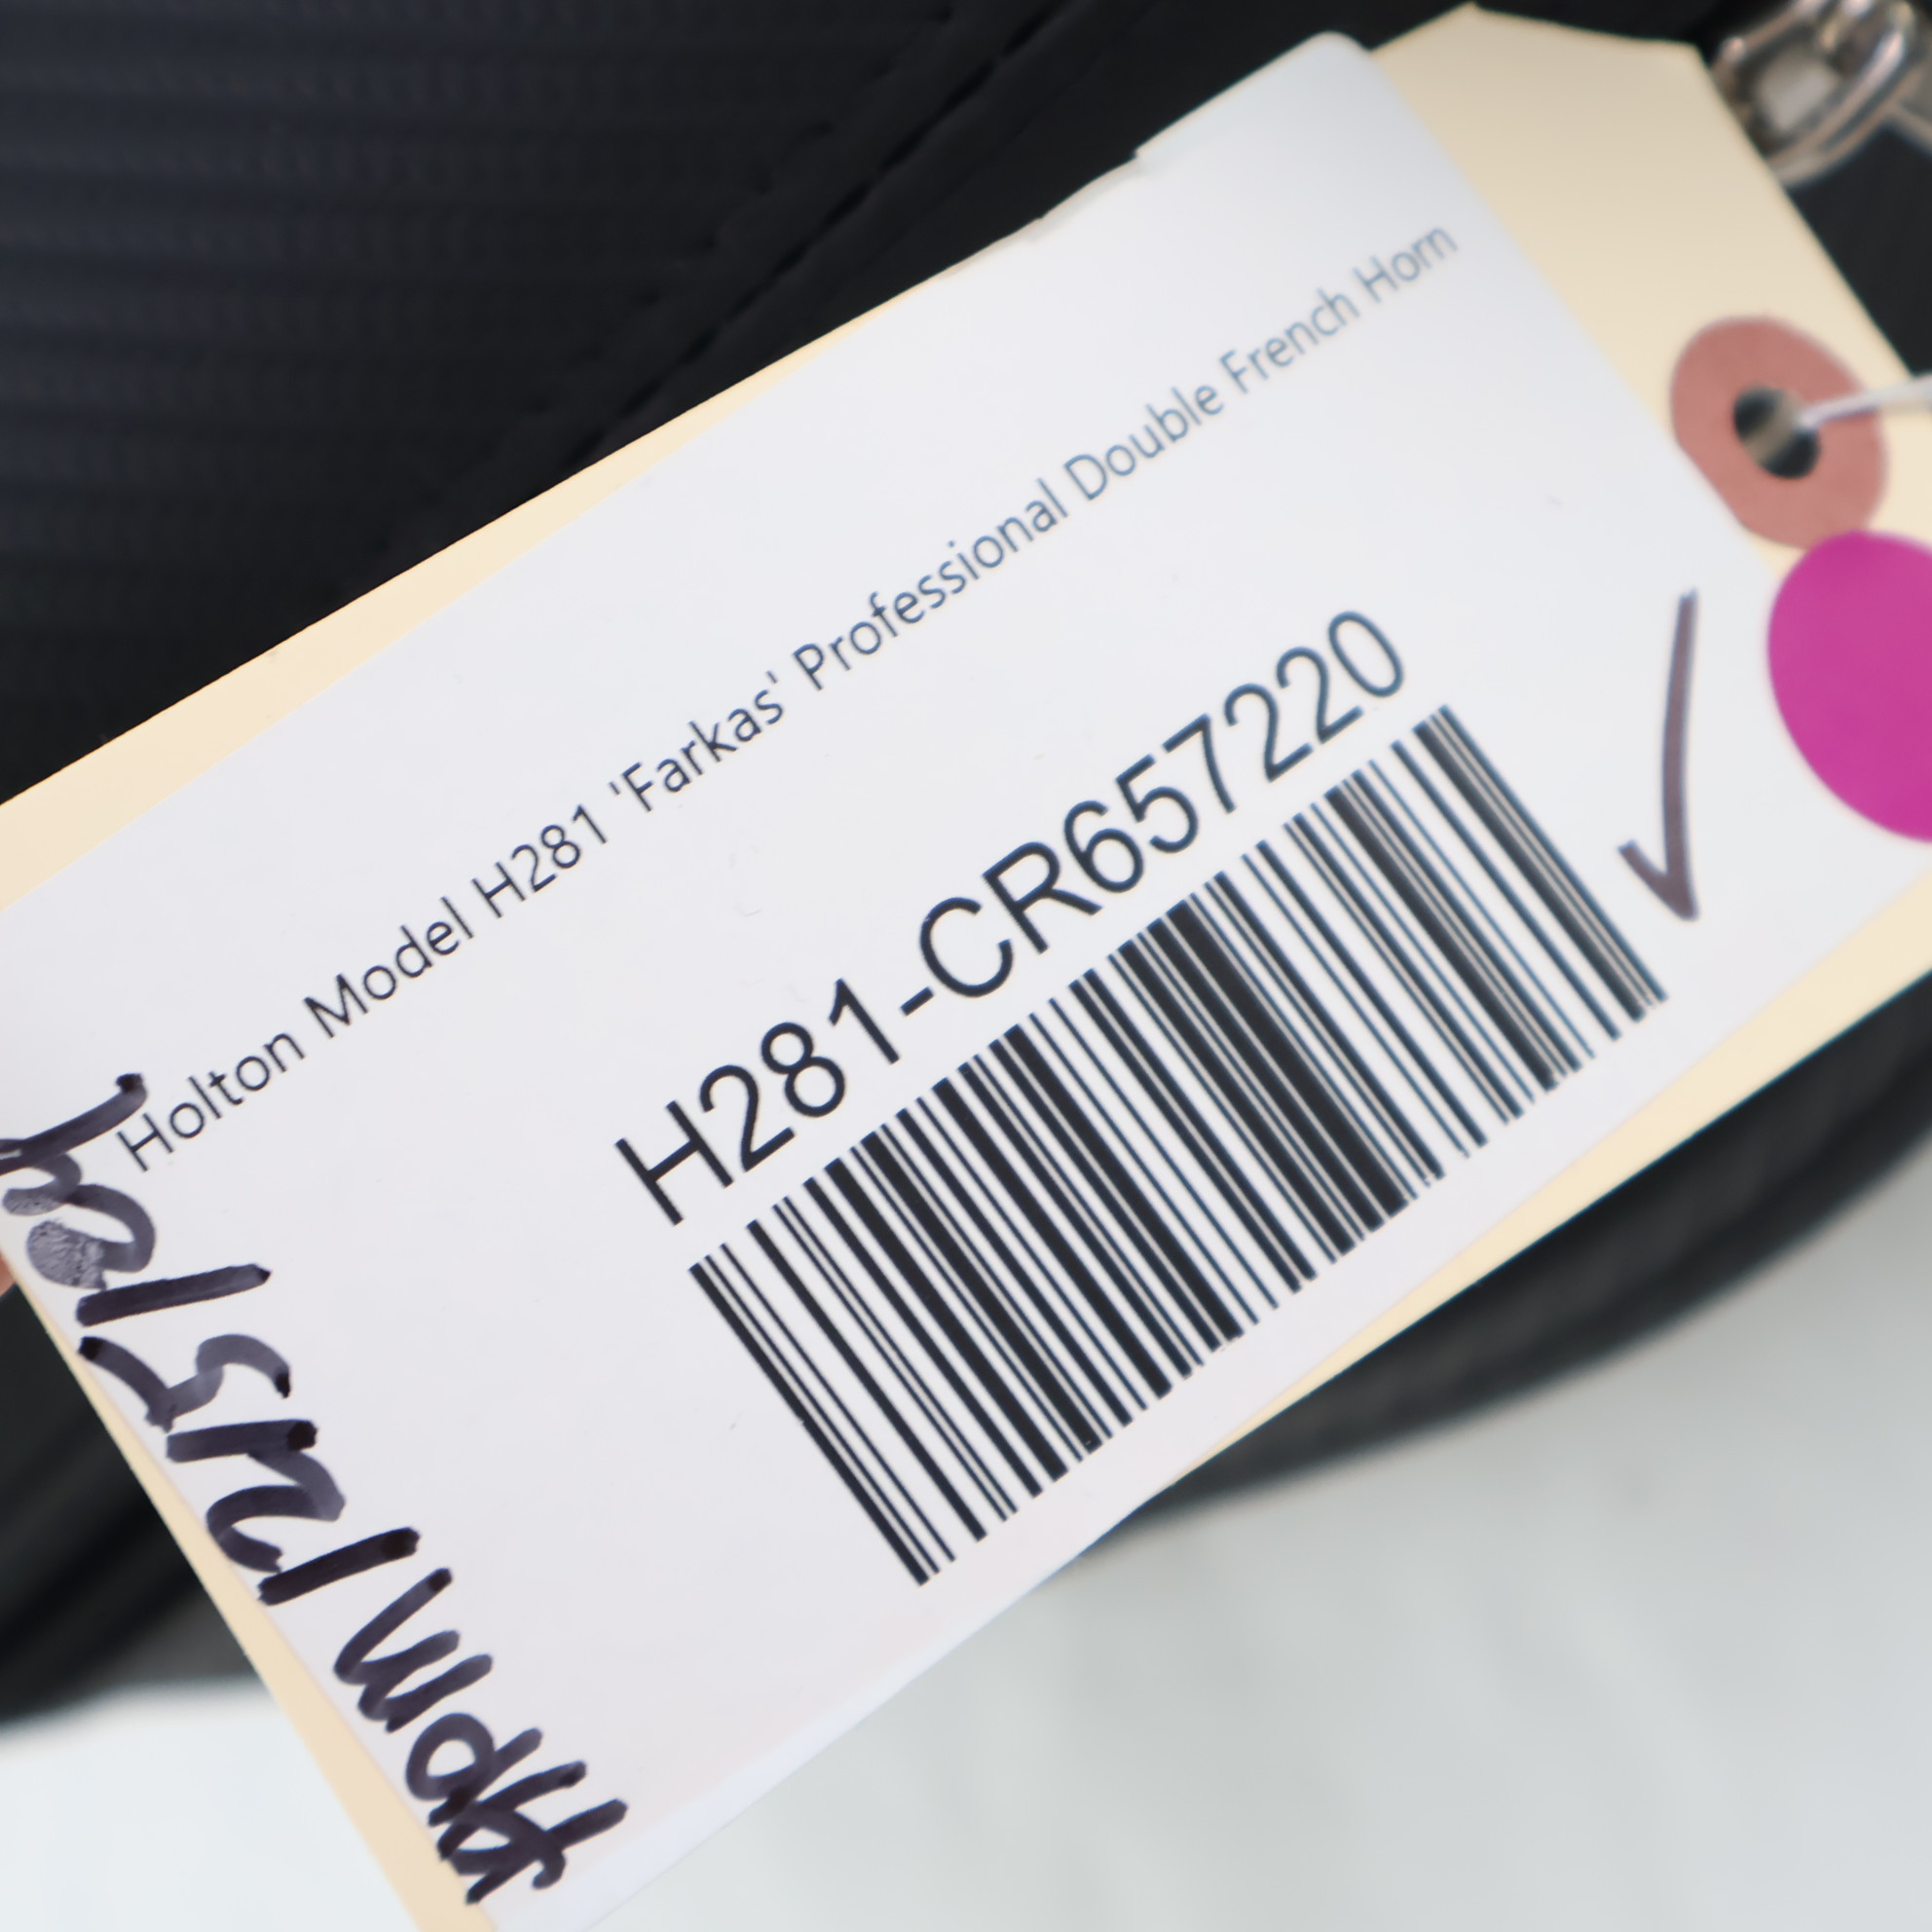 Holton Model H281 'Farkas' Professional Double French Horn
H281-CR657220